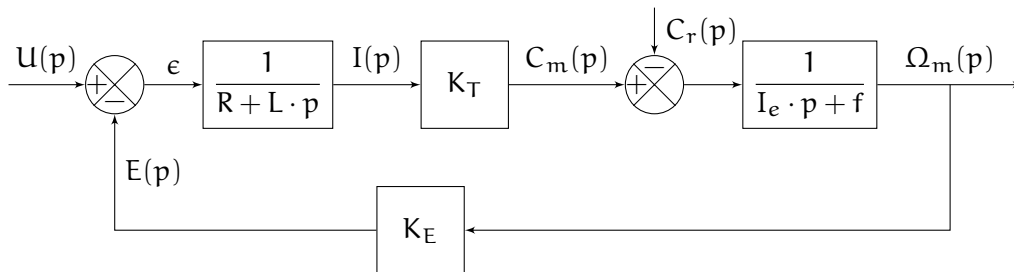 C_r(p)
U(p)
+
−
ϵ
1
R + L · p
I(p)
K_T
C_m(p)
−
+
1
I_e · p + f
Ω_m(p)
E(p)
K_E